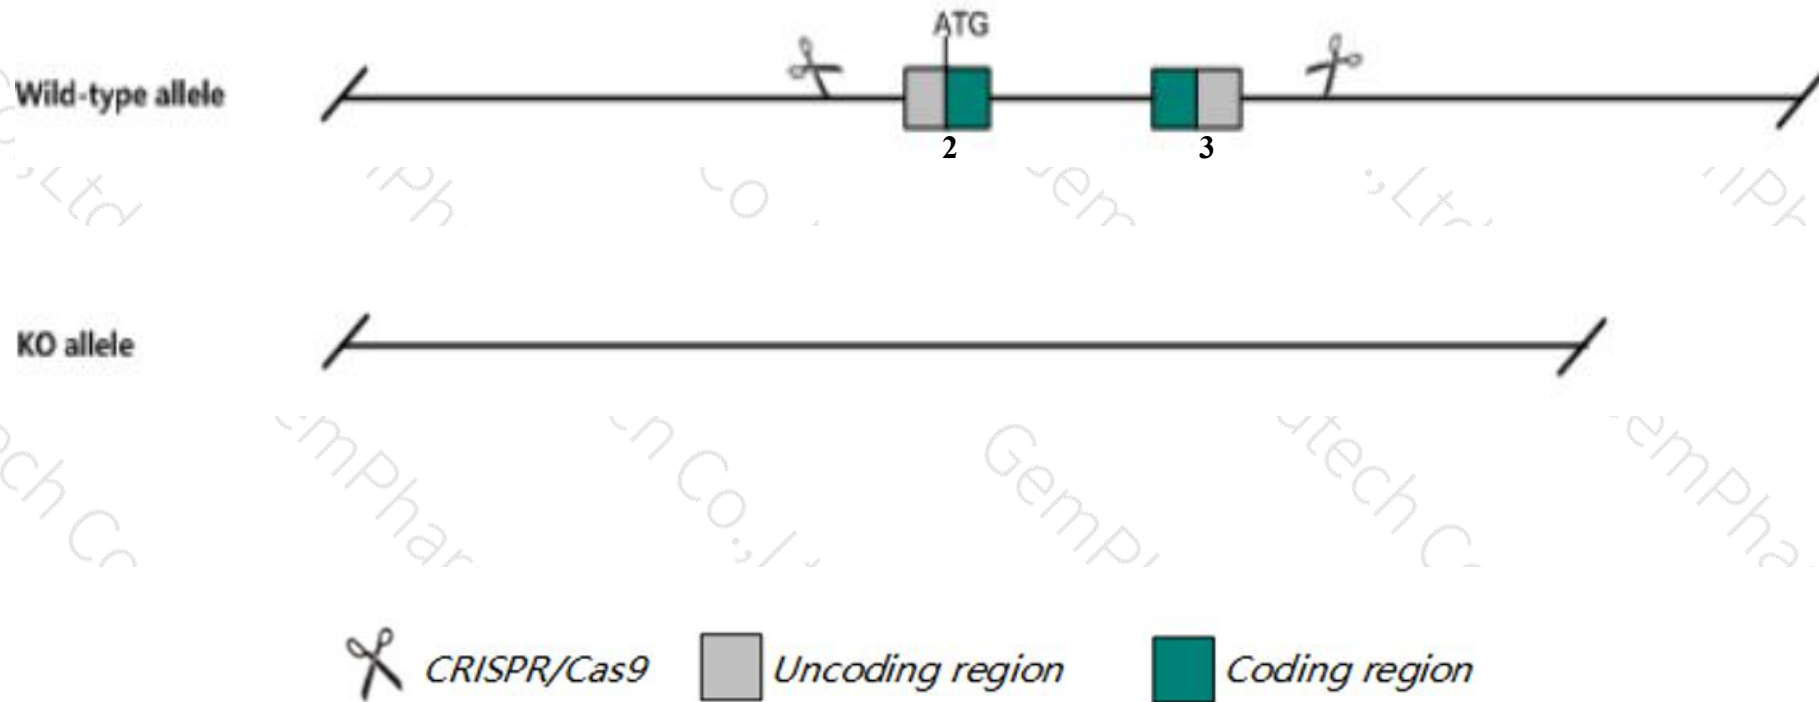 ATG
Wild-type allele
2 3
KO allele
CRISPR/Cas9 Uncoding region Coding region